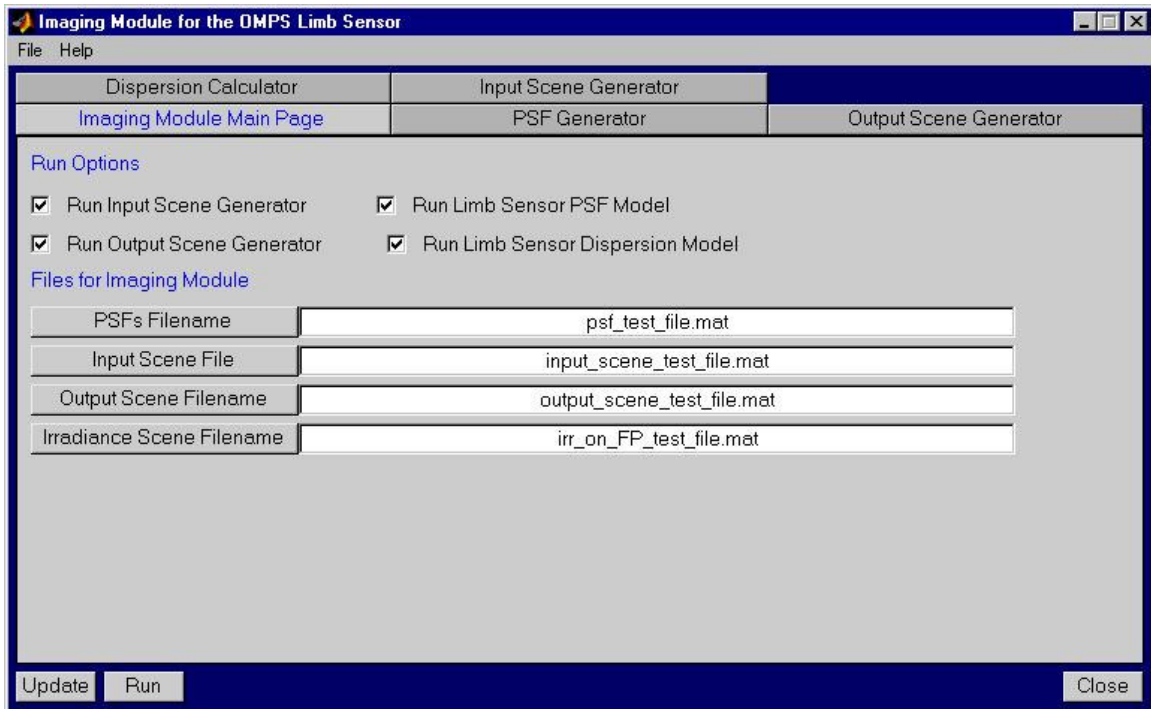 Imaging Module for the OMPS Limb Sensor
File Help
Dispersion Calculator Input Scene Generator
Imaging Module Main Page PSF Generator Output Scene Generator
Run Options
Run Input Scene Generator Run Limb Sensor PSF Model
Run Output Scene Generator Run Limb Sensor Dispersion Model
Files for Imaging Module
PSFs Filename psf_test_file.mat
Input Scene File input_scene_test_file.mat
Output Scene Filename output_scene_test_file.mat
Irradiance Scene Filename irr_on_FP_test_file.mat
Update Run Close